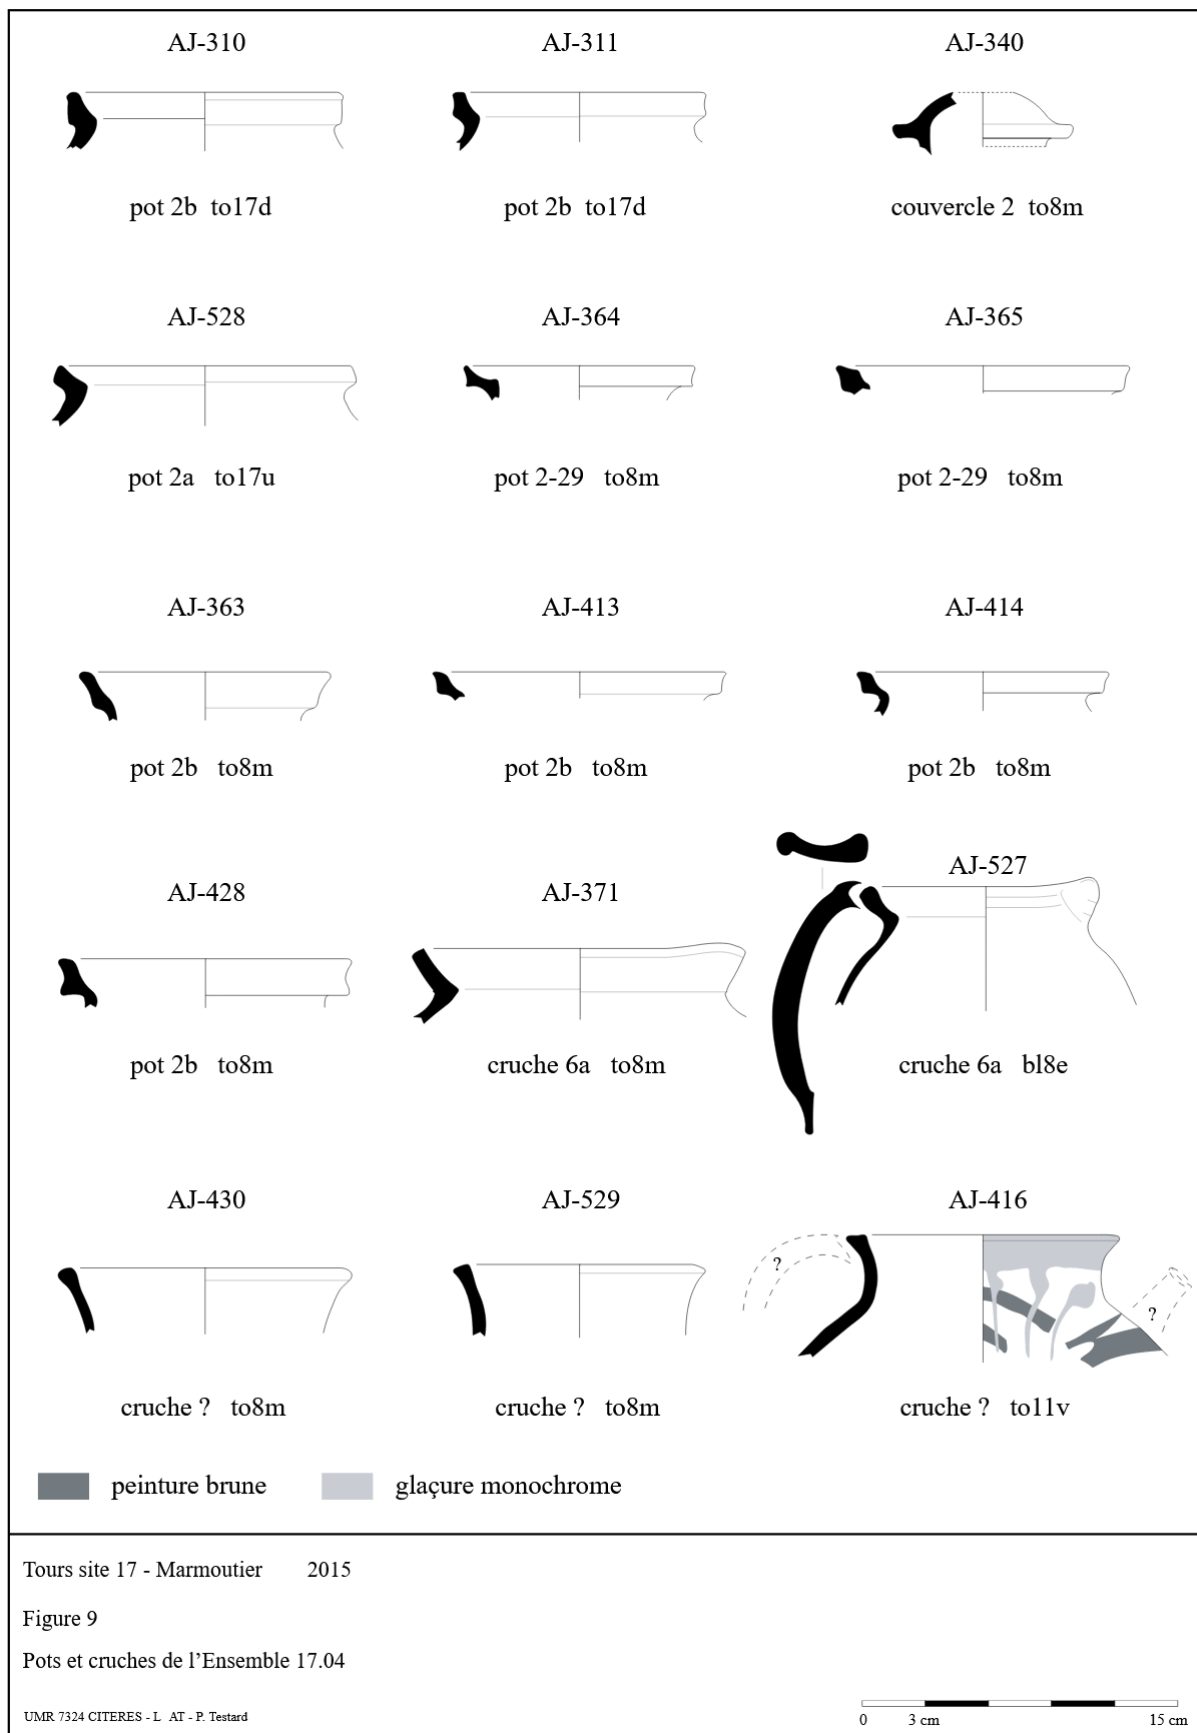 AJ-310 AJ-311 AJ-340
pot 2b to17d pot 2b to17d couvercle 2 to8m
AJ-528 AJ-364 AJ-365
pot 2a to17u pot 2-29 to8m pot 2-29 to8m
AJ-363 AJ-413 AJ-414
pot 2b to8m pot 2b to8m pot 2b to8m
AJ-428 AJ-371 AJ-527
pot 2b to8m cruche 6a to8m cruche 6a bl8e
AJ-430 AJ-529 AJ-416
? ?
cruche ? to8m cruche ? to8m cruche ? to11v
peinture brune glaçure monochrome
Tours site 17 - Marmoutier 2015
Figure 9
Pots et cruches de l'Ensemble 17.04
UMR 7324 CITERES - L AT - P. Testard
0 3 cm 15 cm